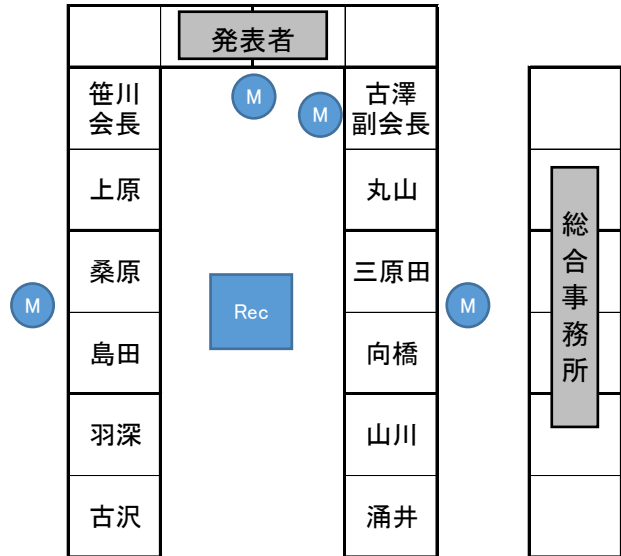 発表者
笹川
会長
M
M
古澤
副会長
上原
丸山
桑原
三原田
M
Rec
M
島田
向橋
羽深
山川
古沢
涌井
総合事務所